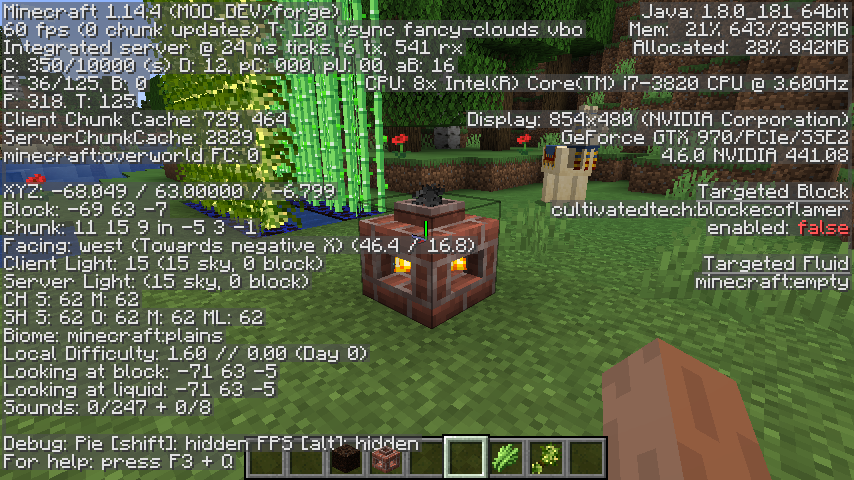 Minecraft 1.14.4 (MOD_DEV/forge)
60 fps (0 chunk updates) T: 120 vsync fancy-clouds vbo
Integrated server @ 24 ms ticks, 6 tx, 541 rx
C: 350/10000 (s) D: 12, pC: 000, pU: 00, aB: 16
E: 36/125, B: 0
P: 318. T: 125
Client Chunk Cache: 729, 464
ServerChunkCache: 2829
minecraft:overworld FC: 0
XYZ: -68.049 / 63.00000 / -6.799
Block: -69 63 -7
Chunk: 11 15 9 in -5 3 -1
Facing: west (Towards negative X) (46.4 / 16.8)
Client Light: 15 (15 sky, 0 block)
Server Light: 15 (15 sky, 0 block)
CH S: 62 M: 62
SH S: 62 O: 62 M: 62 ML: 62
Biome: minecraft:plains
Local Difficulty: 1.60 // 0.00 (Day 0)
Looking at block: -71 63 -5
Looking at liquid: -71 63 -5
Sounds: 0/247 + 0/8
Debug: Pie [shift]: hidden FPS [alt]: hidden
For help: press F3 + Q
Java: 1.8.0_181 64bit
Mem: 21% 643/2958MB
Allocated: 28% 842MB
CPU: 8x Intel(R) Core(TM) i7-3820 CPU @ 3.60GHz
Display: 854x480 (NVIDIA Corporation)
GeForce GTX 970/PCIe/SSE2
4.6.0 NVIDIA 441.08
Targeted Block
cultivatedtech:blockecoflamer
enabled: false
Targeted Fluid
minecraft:empty